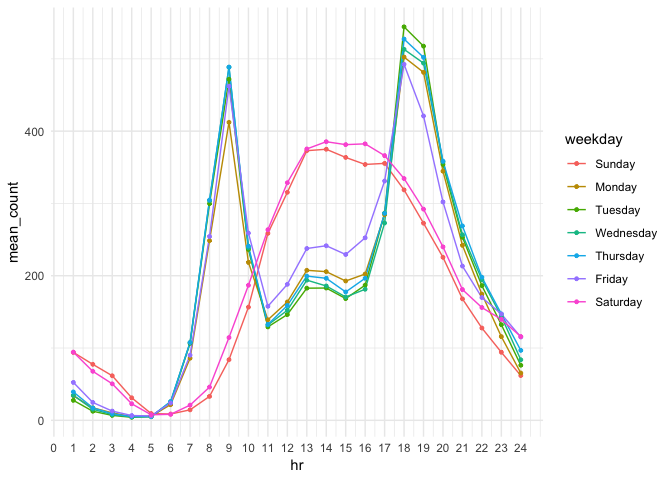 mean_count
400
200
0
0 1 2 3 4 5 6 7 8 9 10 11 12 13 14 15 16 17 18 19 20 21 22 23 24
hr
weekday
Sunday
Monday
Tuesday
Wednesday
Thursday
Friday
Saturday